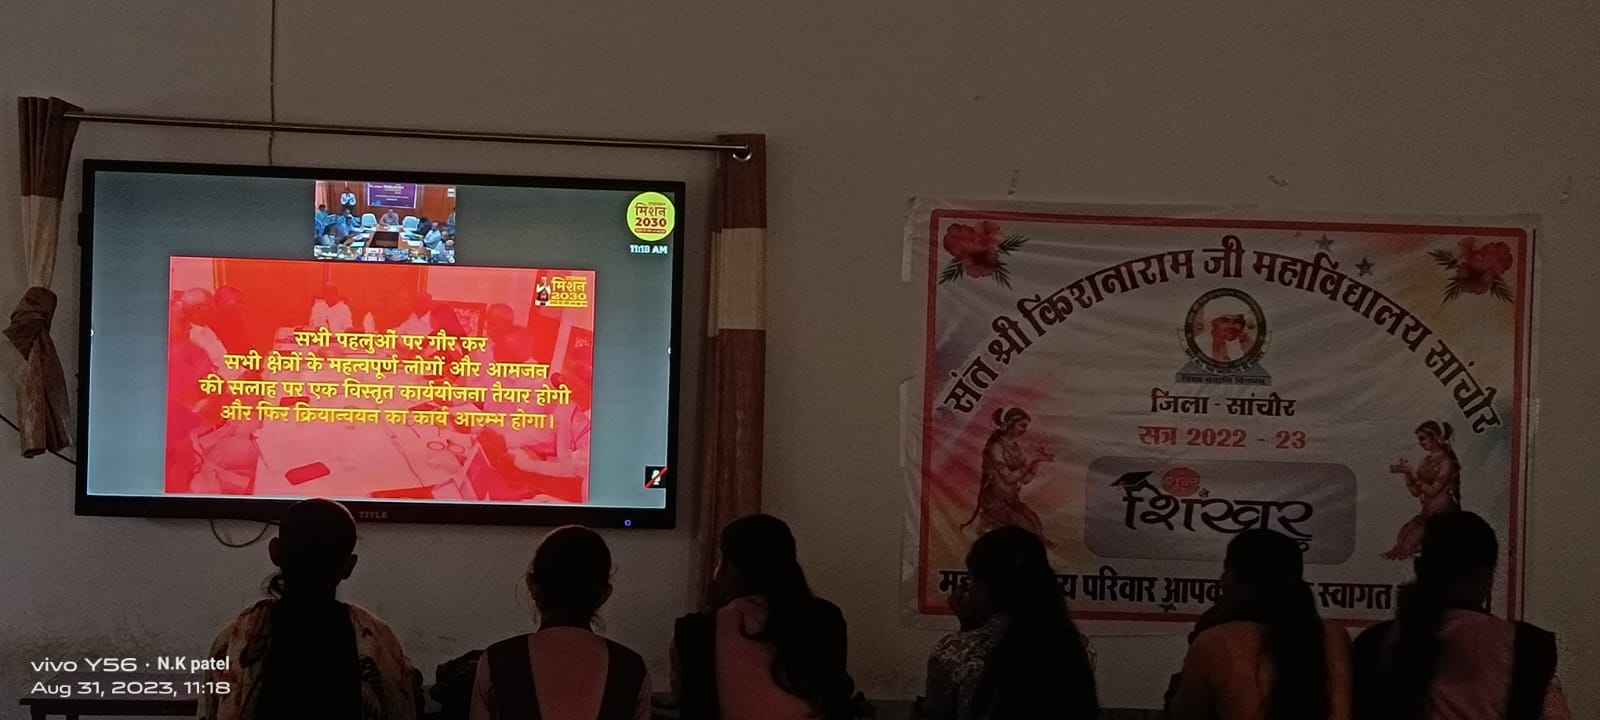 मिशन
2030
11:18 AM
मिशन
2030
सभी पहलुओं पर गौर कर
सभी क्षेत्रों के महत्वपूर्ण लोगों और आमजन
की सलाह पर एक विस्तृत कार्ययोजना तैयार होगी
और फिर क्रियान्वयन का कार्य आरम्भ होगा।
TITLE
संत श्री किशनाराम जी महाविद्यालय सांचोर
जिला - सांचौर
सत्र 2022 - 23
शिखर
परिवार
स्वागत
vivo Y56 · N.K patel
Aug 31, 2023, 11:18